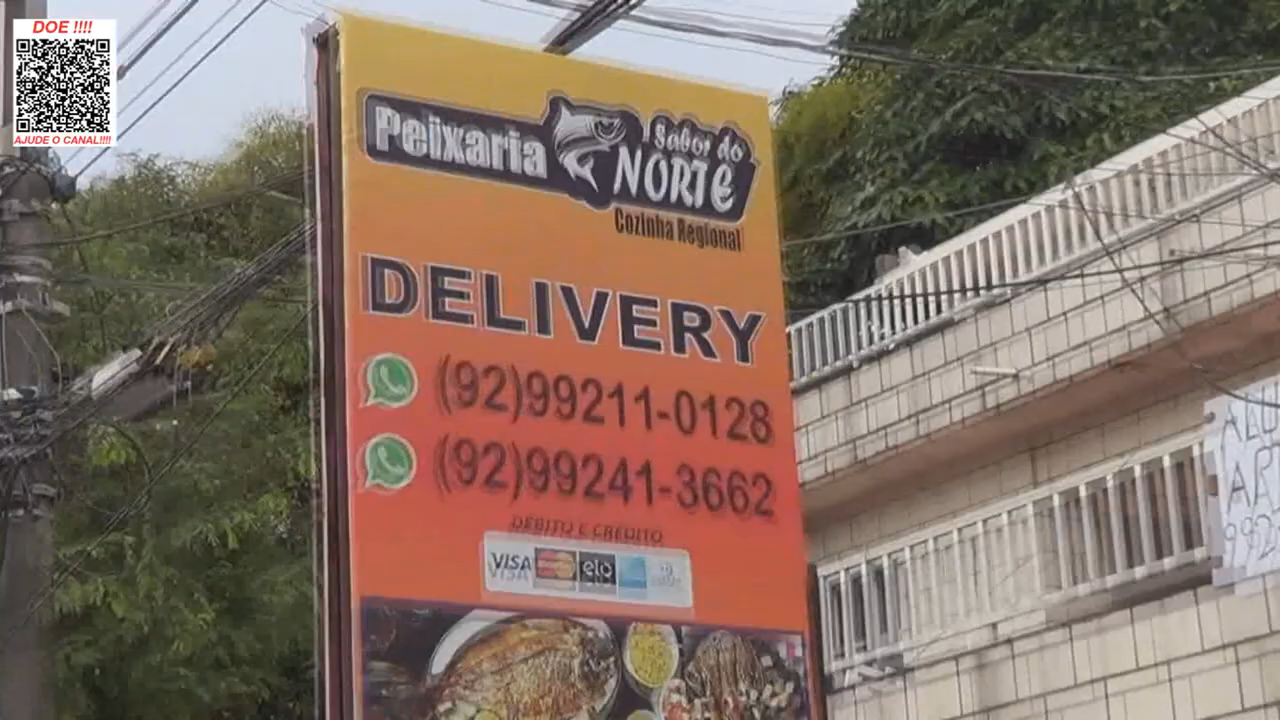 DOE !!!!
AJUDE O CANAL!!!!
Peixaria
Sabor do
NORTE
Cozinha Regional
DELIVERY
(92)99211-0128
(92)99241-3662
DÉBITO E CRÉDITO
VISA
elo